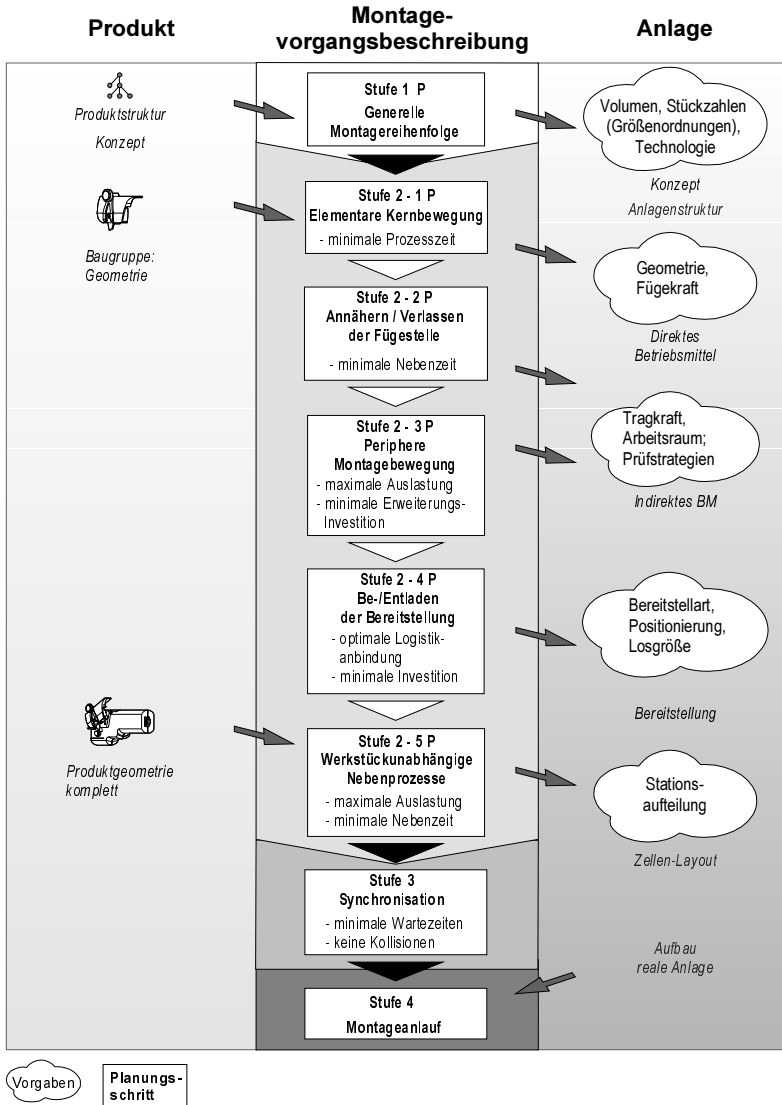 Produkt
Montage-
vorgangsbeschreibung
Anlage
Produktstruktur
Konzept
Stufe 1 P
Generelle
Montagereihenfolge
Volumen, Stückzahlen
(Größenordnungen),
Technologie
Konzept
Anlagenstruktur
Baugruppe:
Geometrie
Stufe 2 - 1 P
Elementare Kernbewegung
- minimale Prozesszeit
Geometrie,
Fügekraft
Direktes
Betriebsmittel
Stufe 2 - 2 P
Annähern / Verlassen
der Fügestelle
- minimale Nebenzeit
Stufe 2 - 3 P
Periphere
Montagebewegung
- maximale Auslastung
- minimale Erweiterungs-
Investition
Tragkraft,
Arbeitsraum;
Prüfstrategien
Indirektes BM
Stufe 2 - 4 P
Be-/Entladen
der Bereitstellung
- optimale Logistik-
anbindung
- minimale Investition
Bereitstellart,
Positionierung,
Losgröße
Bereitstellung
Produktgeometrie
komplett
Stufe 2 - 5 P
Werkstückunabhängige
Nebenprozesse
- maximale Auslastung
- minimale Nebenzeit
Stations-
aufteilung
Zellen-Layout
Stufe 3
Synchronisation
- minimale Wartezeiten
- keine Kollisionen
Aufbau
reale Anlage
Stufe 4
Montageanlauf
Vorgaben
Planungs-
schritt